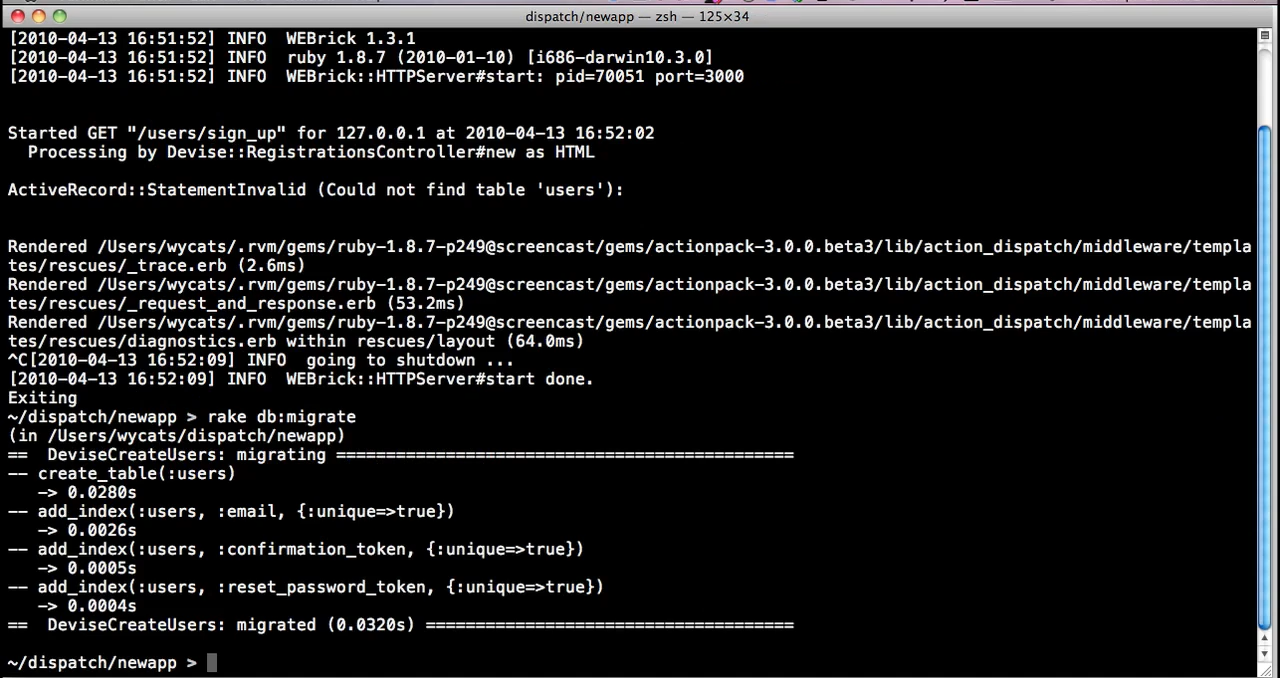 dispatch/newapp — zsh — 125×34
[2010-04-13 16:51:52] INFO  WEBrick 1.3.1
[2010-04-13 16:51:52] INFO  ruby 1.8.7 (2010-01-10) [i686-darwin10.3.0]
[2010-04-13 16:51:52] INFO  WEBrick::HTTPServer#start: pid=70051 port=3000
Started GET "/users/sign_up" for 127.0.0.1 at 2010-04-13 16:52:02
  Processing by Devise::RegistrationsController#new as HTML
ActiveRecord::StatementInvalid (Could not find table 'users'):
Rendered /Users/wycats/.rvm/gems/ruby-1.8.7-p249@screencast/gems/actionpack-3.0.0.beta3/lib/action_dispatch/middleware/templa
tes/rescues/_trace.erb (2.6ms)
Rendered /Users/wycats/.rvm/gems/ruby-1.8.7-p249@screencast/gems/actionpack-3.0.0.beta3/lib/action_dispatch/middleware/templa
tes/rescues/_request_and_response.erb (53.2ms)
Rendered /Users/wycats/.rvm/gems/ruby-1.8.7-p249@screencast/gems/actionpack-3.0.0.beta3/lib/action_dispatch/middleware/templa
tes/rescues/diagnostics.erb within rescues/layout (64.0ms)
^C[2010-04-13 16:52:09] INFO  going to shutdown ...
[2010-04-13 16:52:09] INFO  WEBrick::HTTPServer#start done.
Exiting
~/dispatch/newapp > rake db:migrate
(in /Users/wycats/dispatch/newapp)
==  DeviseCreateUsers: migrating ==============================================
-- create_table(:users)
   -> 0.0280s
-- add_index(:users, :email, {:unique=>true})
   -> 0.0026s
-- add_index(:users, :confirmation_token, {:unique=>true})
   -> 0.0005s
-- add_index(:users, :reset_password_token, {:unique=>true})
   -> 0.0004s
==  DeviseCreateUsers: migrated (0.0320s) =====================================
~/dispatch/newapp >